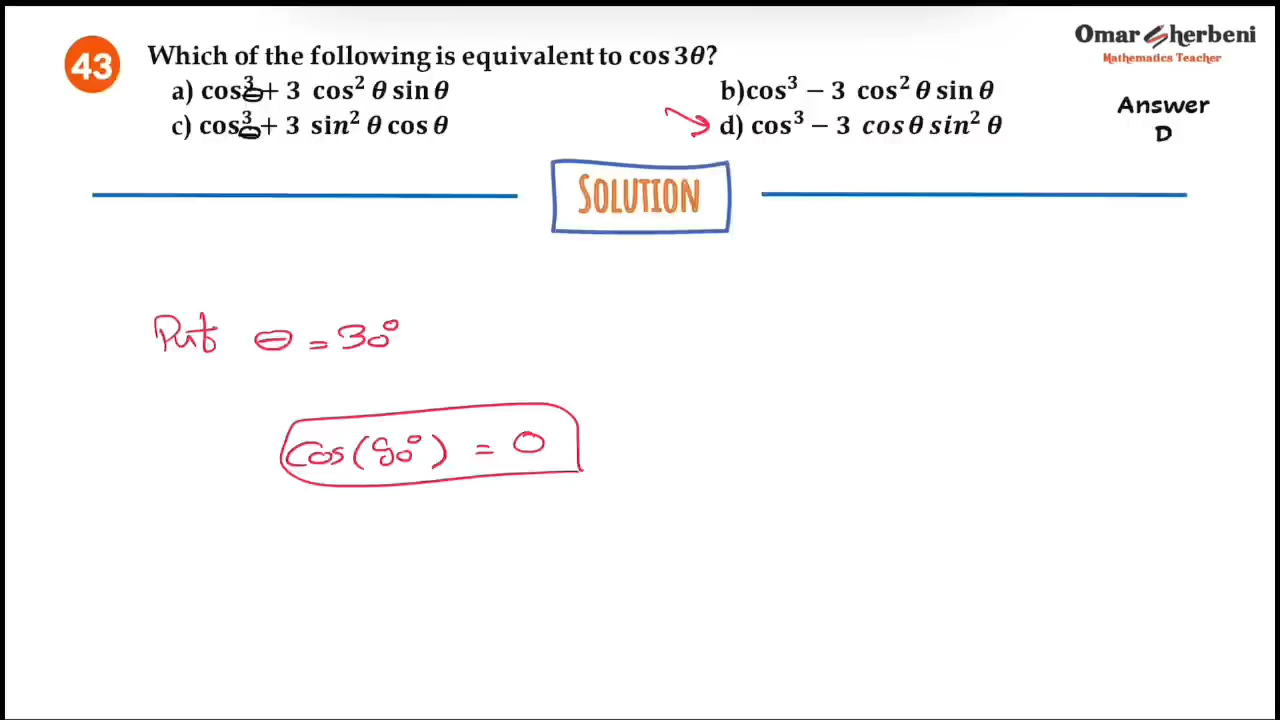 43 Which of the following is equivalent to cos 3θ? Omar Sherbeni
Mathematics Teacher
a) cos³θ + 3 cos² θ sin θ b)cos³ − 3 cos² θ sin θ
c) cos³θ + 3 sin² θ cos θ d) cos³ − 3 cosθ sin² θ
Answer
D
SOLUTION
Put θ = 30°
cos(90°) = 0